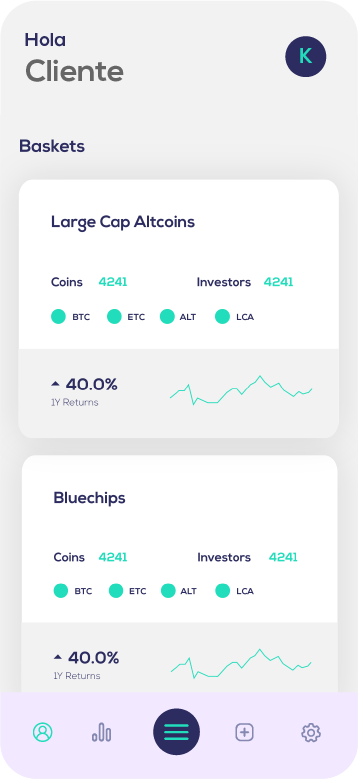 Hola
Cliente
K
Baskets
Large Cap Altcoins
Coins 4241 Investors 4241
BTC ETC ALT LCA
40.0%
1Y Returns
Bluechips
Coins 4241 Investors 4241
BTC ETC ALT LCA
40.0%
1Y Returns